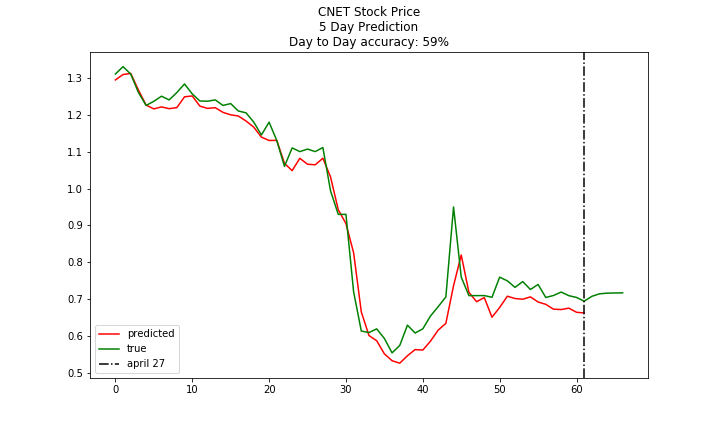 CNET Stock Price
5 Day Prediction
Day to Day accuracy: 59%
1.3
1.2
1.1
1.0
0.9
0.8
0.7
0.6
0.5
predicted
true
april 27
0 10 20 30 40 50 60